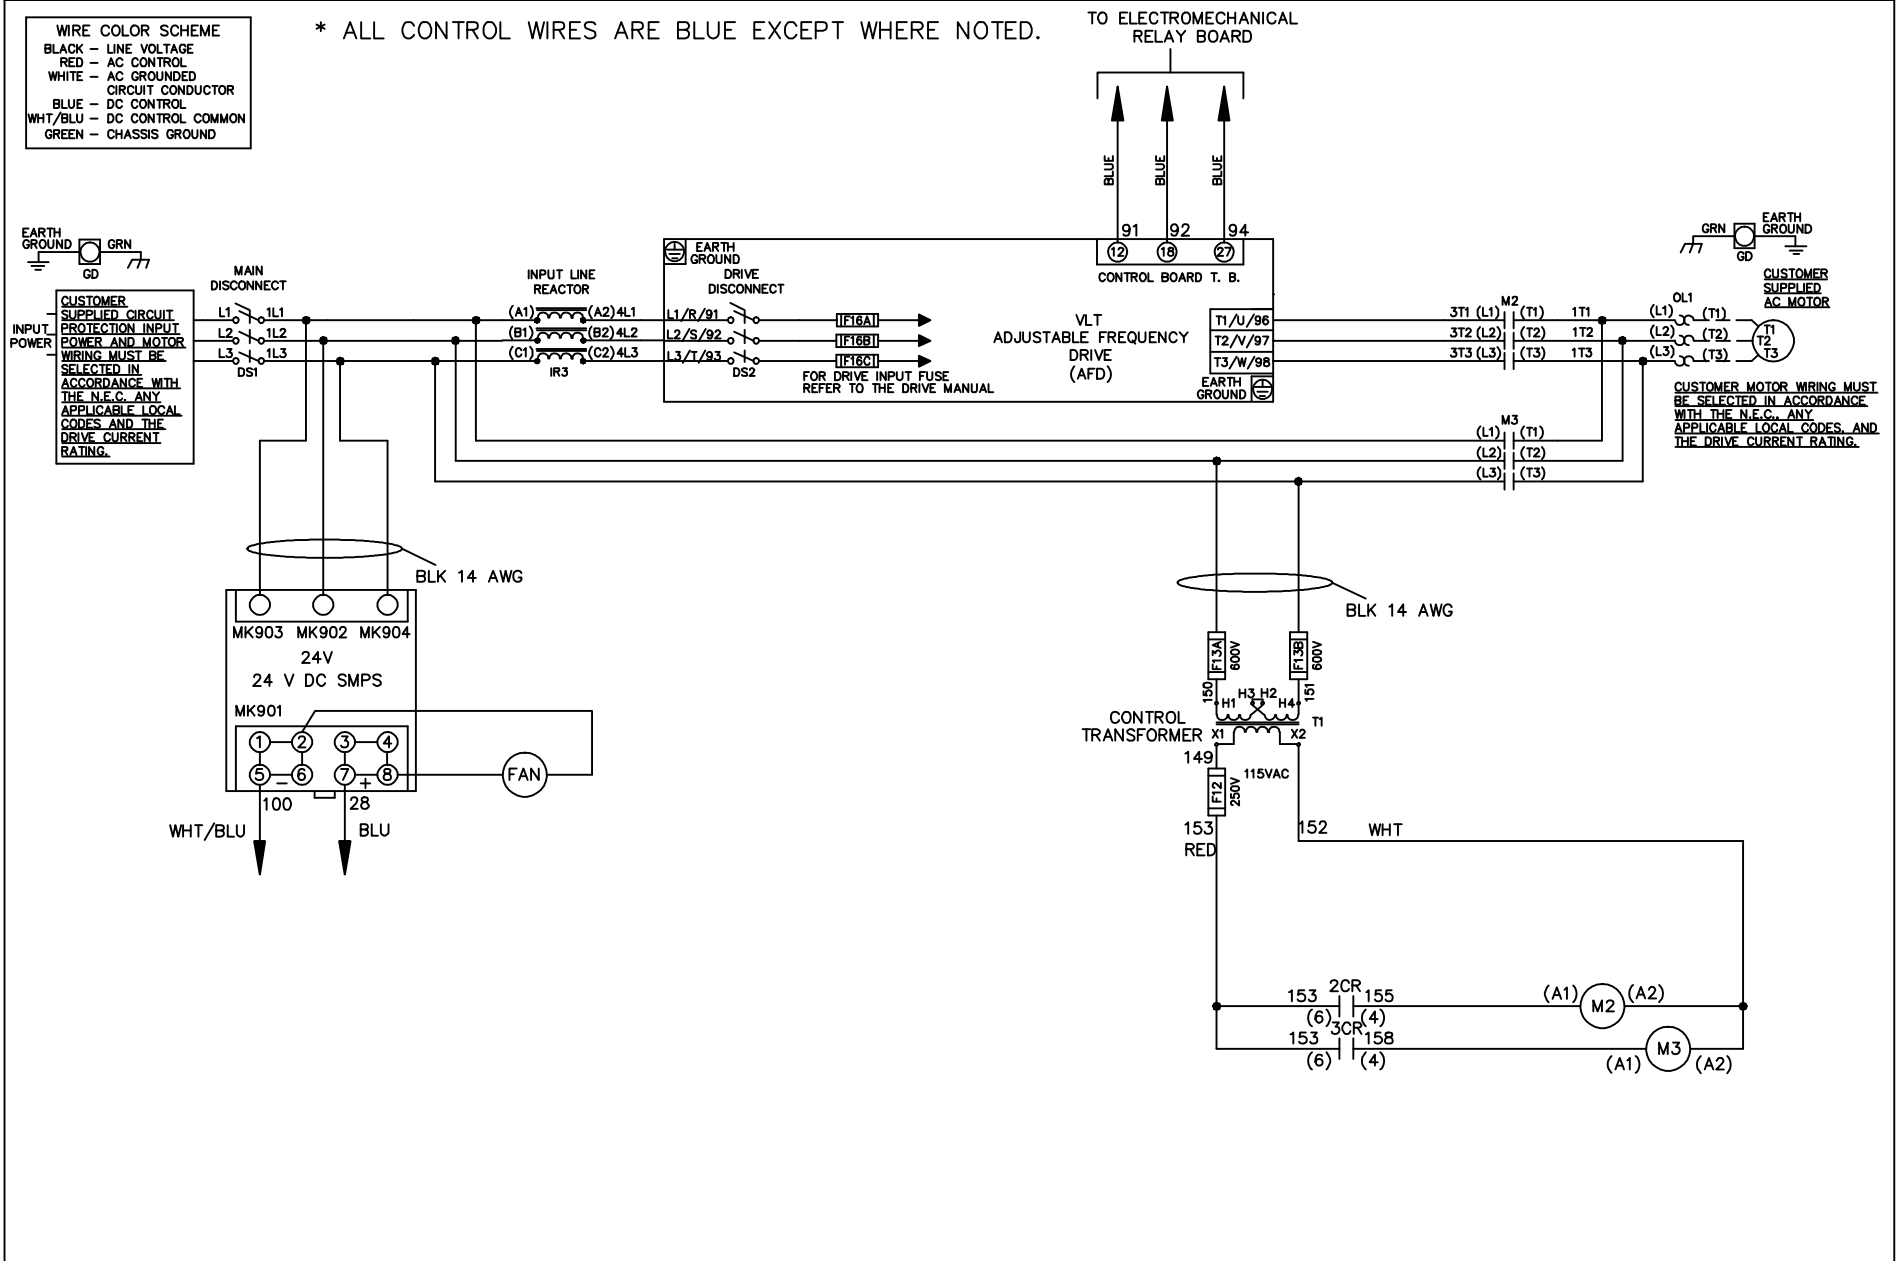 WIRE COLOR SCHEME
BLACK – LINE VOLTAGE
RED – AC CONTROL
WHITE – AC GROUNDED
CIRCUIT CONDUCTOR
BLUE – DC CONTROL
WHT/BLU – DC CONTROL COMMON
GREEN – CHASSIS GROUND
* ALL CONTROL WIRES ARE BLUE EXCEPT WHERE NOTED.
TO ELECTROMECHANICAL
RELAY BOARD
BLUE
BLUE
BLUE
91 92 94
12 18 27
CONTROL BOARD T. B.
EARTH
GROUND
GRN
GD
INPUT
POWER
CUSTOMER
SUPPLIED CIRCUIT
PROTECTION INPUT
POWER AND MOTOR
WIRING MUST BE
SELECTED IN
ACCORDANCE WITH
THE N.E.C. ANY
APPLICABLE LOCAL
CODES AND THE
DRIVE CURRENT
RATING.
MAIN
DISCONNECT
L1 1L1
L2 1L2
L3 1L3
DS1
INPUT LINE
REACTOR
(A1) (A2) 4L1
(B1) (B2) 4L2
(C1) (C2) 4L3
IR3
EARTH
GROUND
DRIVE
DISCONNECT
L1/R/91
L2/S/92
L3/T/93
DS2
F16A
F16B
F16C
FOR DRIVE INPUT FUSE
REFER TO THE DRIVE MANUAL
VLT
ADJUSTABLE FREQUENCY
DRIVE
(AFD)
T1/U/96
T2/V/97
T3/W/98
EARTH
GROUND
M2
3T1 (L1) (T1) 1T1
3T2 (L2) (T2) 1T2
3T3 (L3) (T3) 1T3
M3
(L1) (T1)
(L2) (T2)
(L3) (T3)
OL1
(L1) (T1)
(L2) (T2)
(L3) (T3)
T1
T2
T3
GRN
GD
EARTH
GROUND
CUSTOMER
SUPPLIED
AC MOTOR
CUSTOMER MOTOR WIRING MUST
BE SELECTED IN ACCORDANCE
WITH THE N.E.C., ANY
APPLICABLE LOCAL CODES, AND
THE DRIVE CURRENT RATING.
BLK 14 AWG
MK903 MK902 MK904
24V
24 V DC SMPS
MK901
1 2 3 4
5 – 6 7 + 8
FAN
100 28
WHT/BLU BLU
BLK 14 AWG
F13A
600V
F13B
600V
150
151
H1 H3 H2 H4
T1
CONTROL
TRANSFORMER
X1 X2
149
115VAC
F12
250V
153
RED
152 WHT
2CR
153 155
(6) (4)
(A1) M2 (A2)
3CR
153 158
(6) (4)
(A1) M3 (A2)